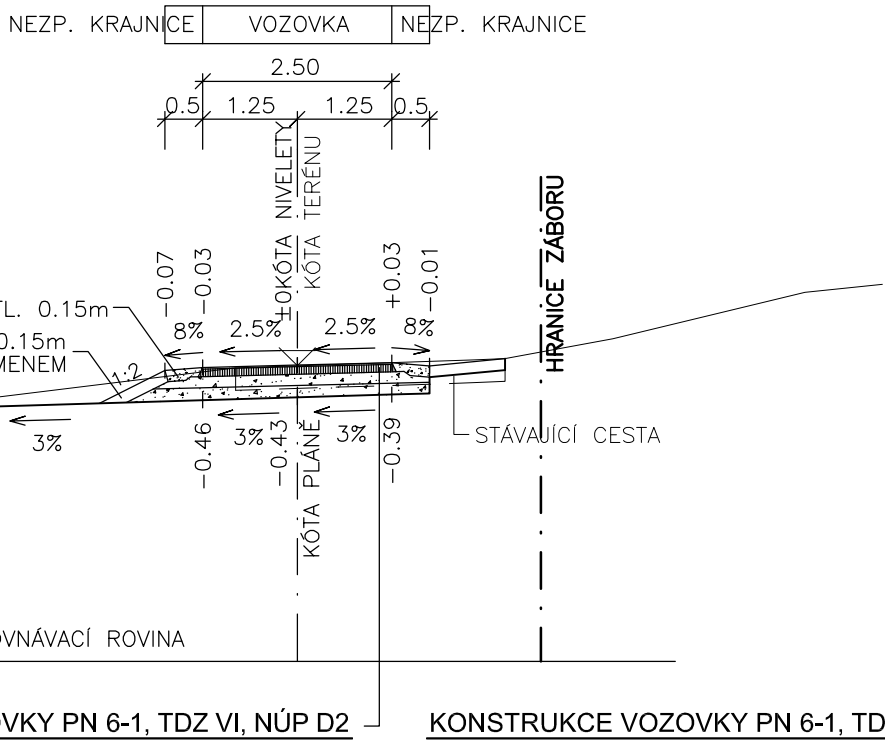 NEZP. KRAJNICE VOZOVKA NEZP. KRAJNICE
2.50
0.5 1.25 1.25 0.5
±0KÓTA NIVELETY
KÓTA TERÉNU
HRANICE ZÁBORU
-0.07 -0.03 +0.03 -0.01
TL. 0.15m
8% 2.5% 2.5% 8%
0.15m
MENEM
1:2
3% 3% 3%
-0.46 -0.43 -0.39
STÁVAJÍCÍ CESTA
KÓTA PLÁNĚ
OVNÁVACÍ ROVINA
OVKY PN 6-1, TDZ VI, NÚP D2 KONSTRUKCE VOZOVKY PN 6-1, TD